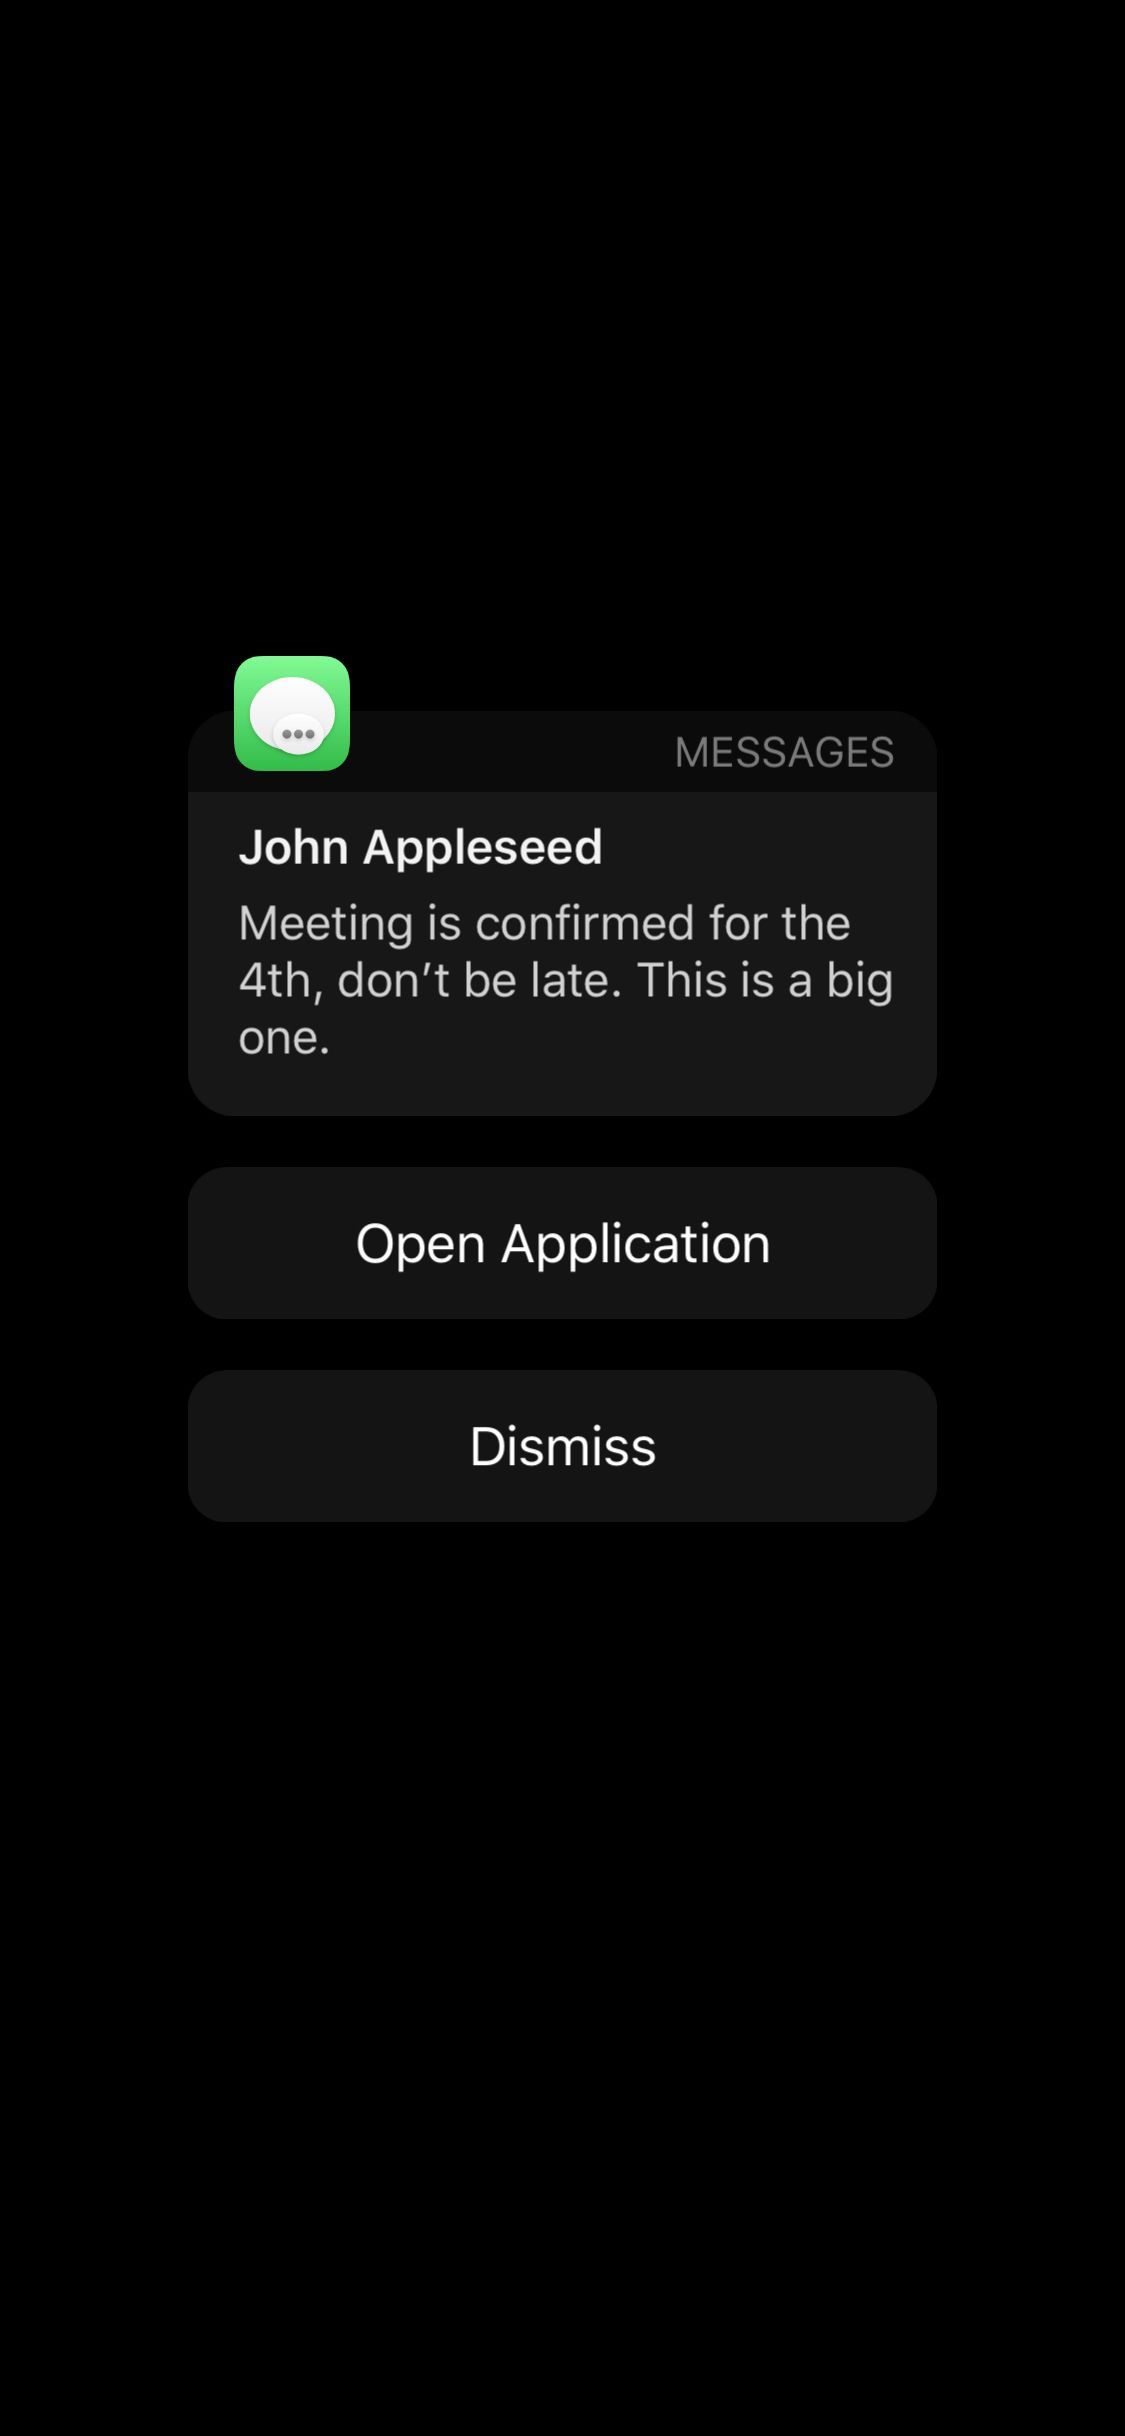 MESSAGES
John Appleseed
Meeting is confirmed for the
4th, don’t be late. This is a big
one.
Open Application
Dismiss